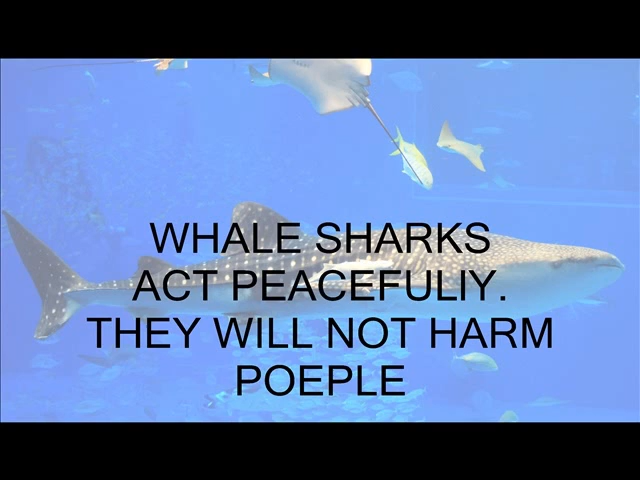 WHALE SHARKS
ACT PEACEFULIY.
THEY WILL NOT HARM
POEPLE